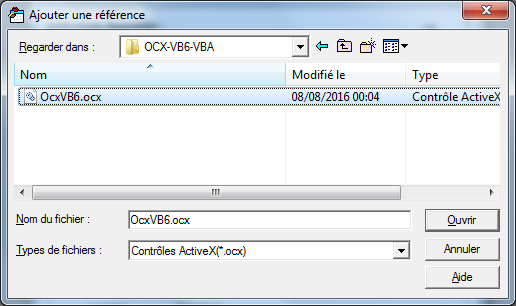 Ajouter une référence
Regarder dans :
OCX-VB6-VBA
Nom Modifié le Type
OcxVB6.ocx 08/08/2016 00:04 Contrôle ActiveX
Nom du fichier : OcxVB6.ocx Ouvrir
Types de fichiers : Contrôles ActiveX(*.ocx) Annuler
Aide